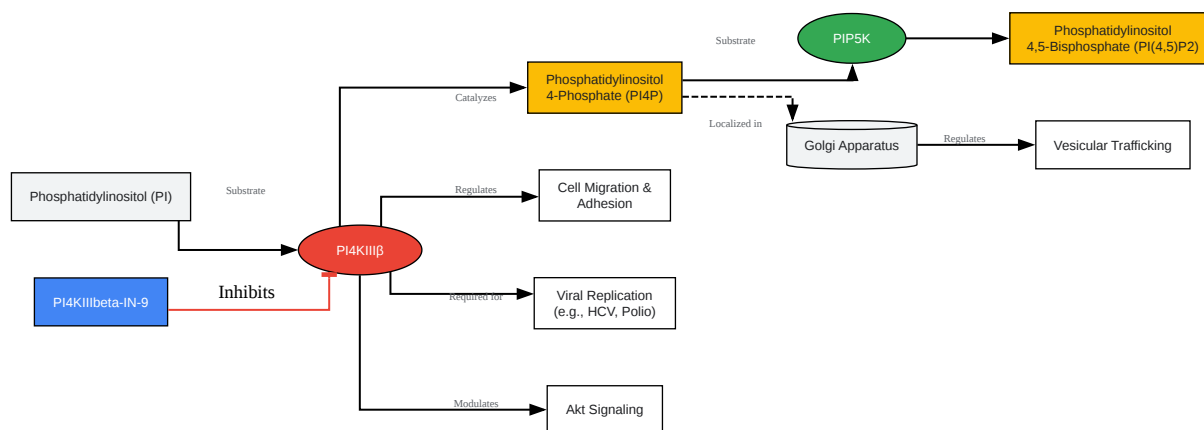 Substrate
PIP5K
Phosphatidylinositol
4,5-Bisphosphate (PI(4,5)P2)
Phosphatidylinositol
4-Phosphate (PI4P)
Catalyzes
Localized in
Golgi Apparatus
Regulates
Vesicular Trafficking
Phosphatidylinositol (PI)
Substrate
Regulates
Cell Migration &
Adhesion
PI4KIIIβ
PI4KIIIbeta-IN-9
Inhibits
Required for
Viral Replication
(e.g., HCV, Polio)
Modulates
Akt Signaling